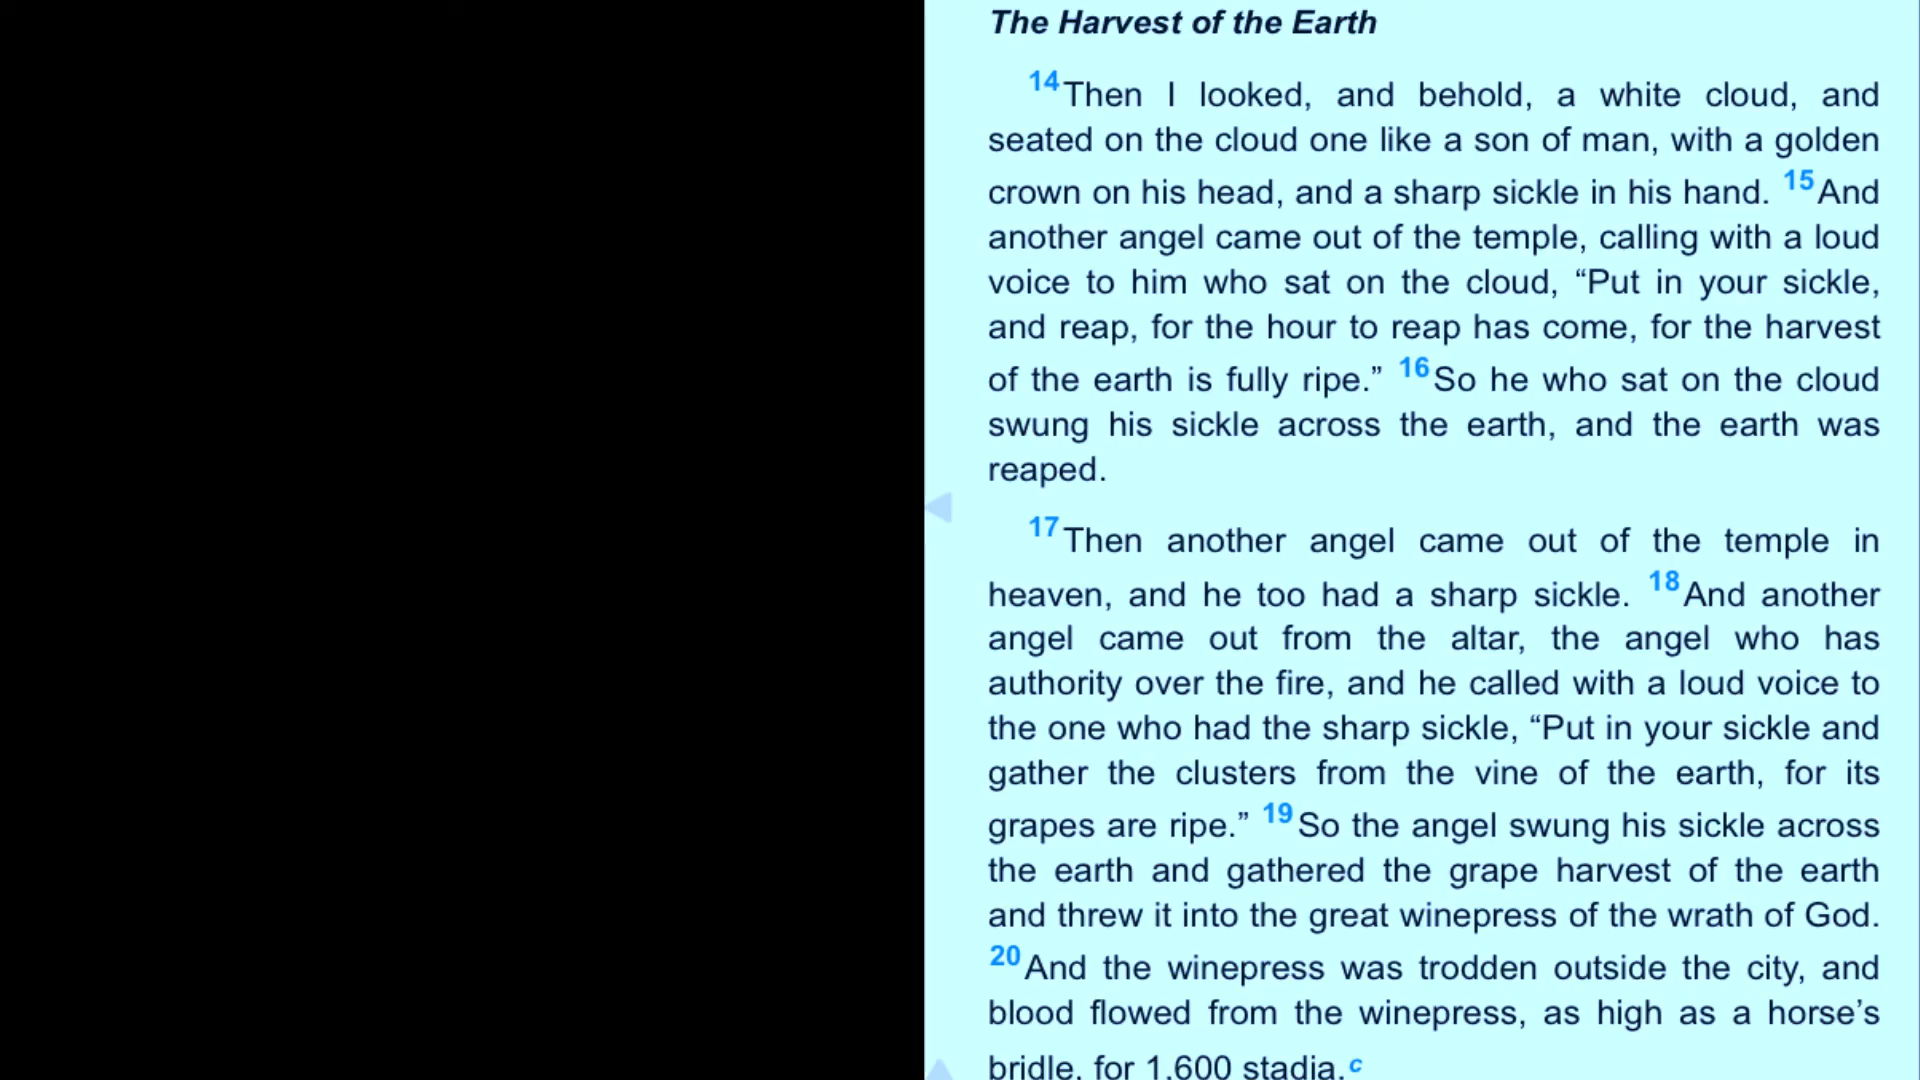 The Harvest of the Earth
14Then I looked, and behold, a white cloud, and
seated on the cloud one like a son of man, with a golden
crown on his head, and a sharp sickle in his hand. 15And
another angel came out of the temple, calling with a loud
voice to him who sat on the cloud, “Put in your sickle,
and reap, for the hour to reap has come, for the harvest
of the earth is fully ripe.” 16So he who sat on the cloud
swung his sickle across the earth, and the earth was
reaped.
17Then another angel came out of the temple in
heaven, and he too had a sharp sickle. 18And another
angel came out from the altar, the angel who has
authority over the fire, and he called with a loud voice to
the one who had the sharp sickle, “Put in your sickle and
gather the clusters from the vine of the earth, for its
grapes are ripe.” 19So the angel swung his sickle across
the earth and gathered the grape harvest of the earth
and threw it into the great winepress of the wrath of God.
20And the winepress was trodden outside the city, and
blood flowed from the winepress, as high as a horse’s
bridle, for 1,600 stadia.c